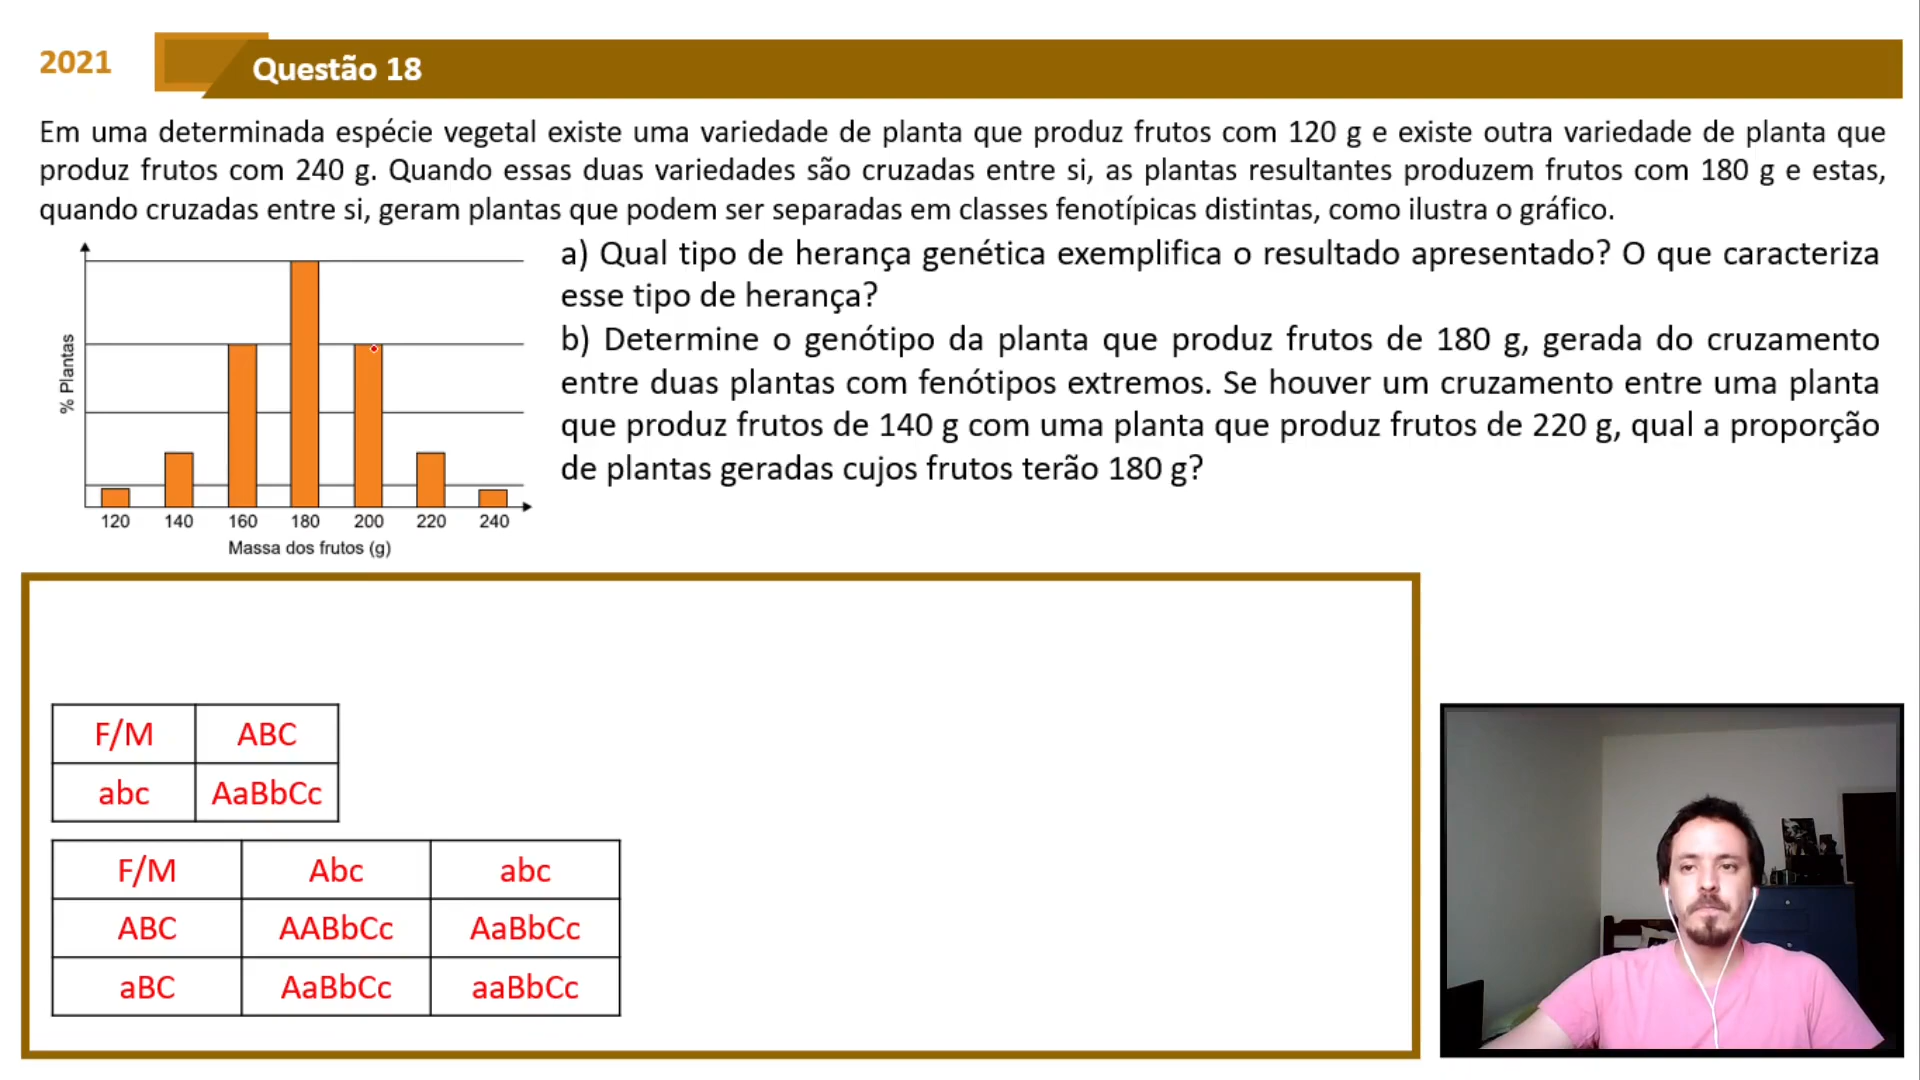 2021
Questão 18
Em uma determinada espécie vegetal existe uma variedade de planta que produz frutos com 120 g e existe outra variedade de planta que
produz frutos com 240 g. Quando essas duas variedades são cruzadas entre si, as plantas resultantes produzem frutos com 180 g e estas,
quando cruzadas entre si, geram plantas que podem ser separadas em classes fenotípicas distintas, como ilustra o gráfico.
% Plantas
120 140 160 180 200 220 240
Massa dos frutos (g)
a) Qual tipo de herança genética exemplifica o resultado apresentado? O que caracteriza
esse tipo de herança?
b) Determine o genótipo da planta que produz frutos de 180 g, gerada do cruzamento
entre duas plantas com fenótipos extremos. Se houver um cruzamento entre uma planta
que produz frutos de 140 g com uma planta que produz frutos de 220 g, qual a proporção
de plantas geradas cujos frutos terão 180 g?
F/M ABC
abc AaBbCc
F/M Abc abc
ABC AABbCc AaBbCc
aBC AaBbCc aaBbCc